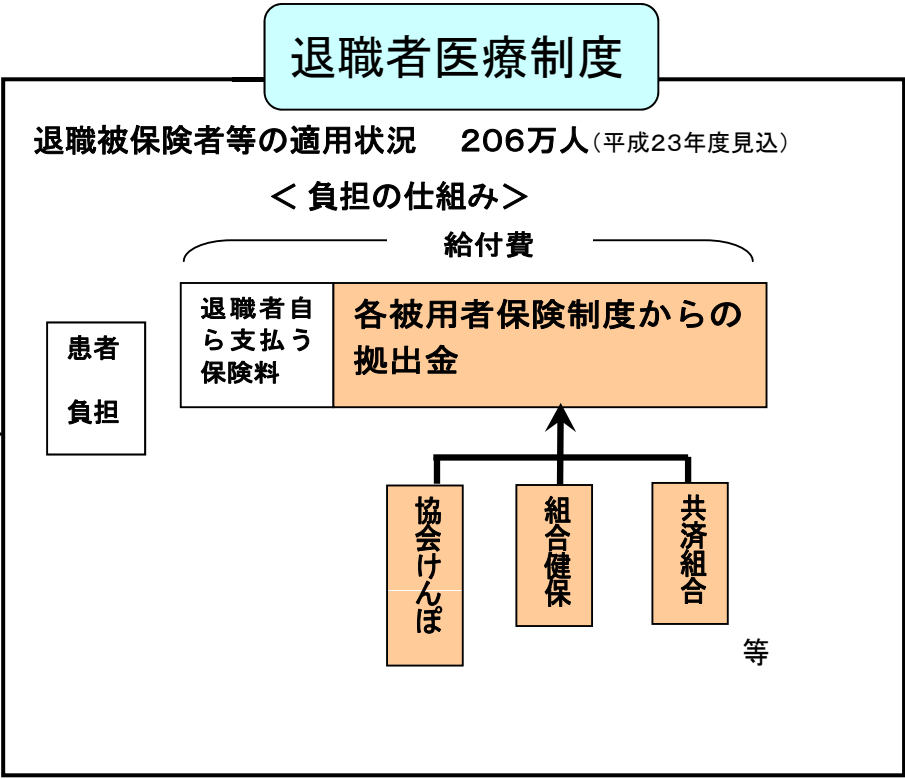 退職者医療制度
退職被保険者等の適用状況　206万人(平成23年度見込)
＜ 負担の仕組み＞
給付費
退職者自
ら支払う
保険料
各被用者保険制度からの
拠出金
患者
負担
協会けんぽ
組合健保
共済組合
等